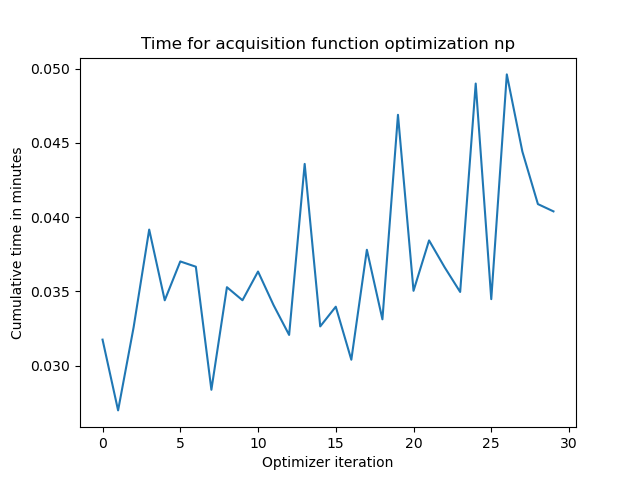 Time for acquisition function optimization np
0.050
0.045
0.040
0.035
0.030
Cumulative time in minutes
0 5 10 15 20 25 30
Optimizer iteration